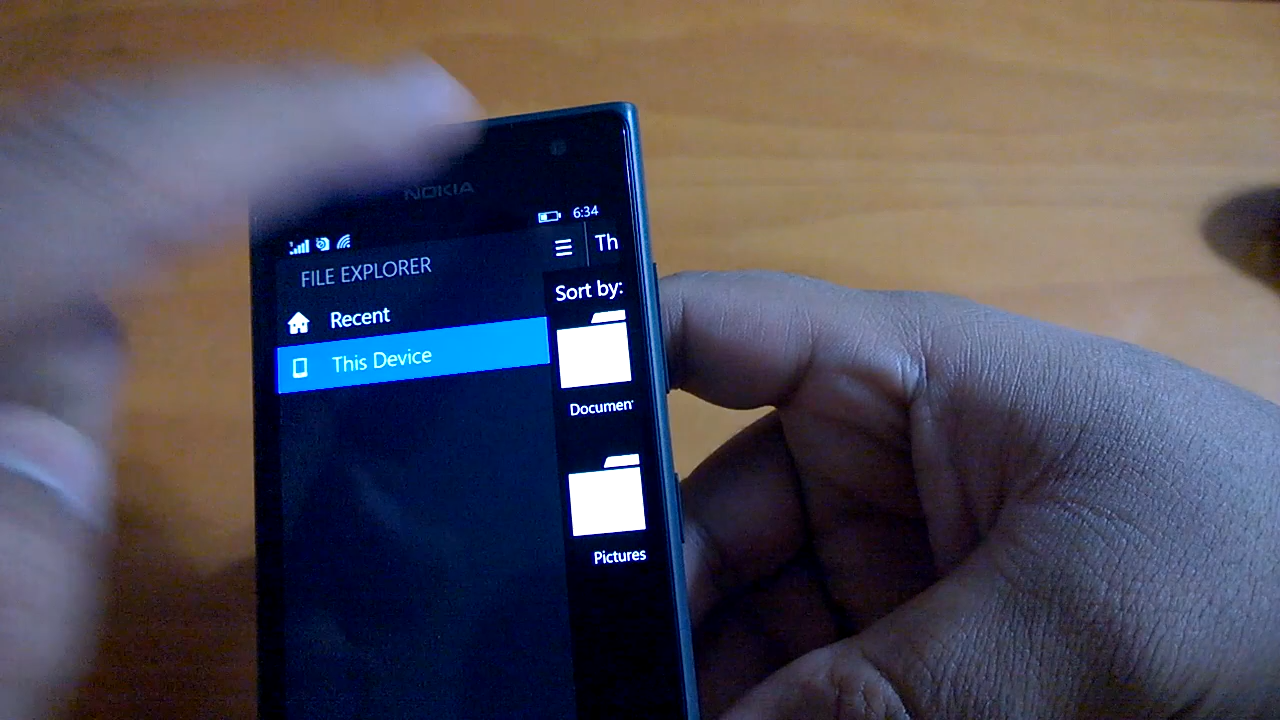 NOKIA
6:34
FILE EXPLORER
Th
Recent
Sort by:
This Device
Documen
Pictures